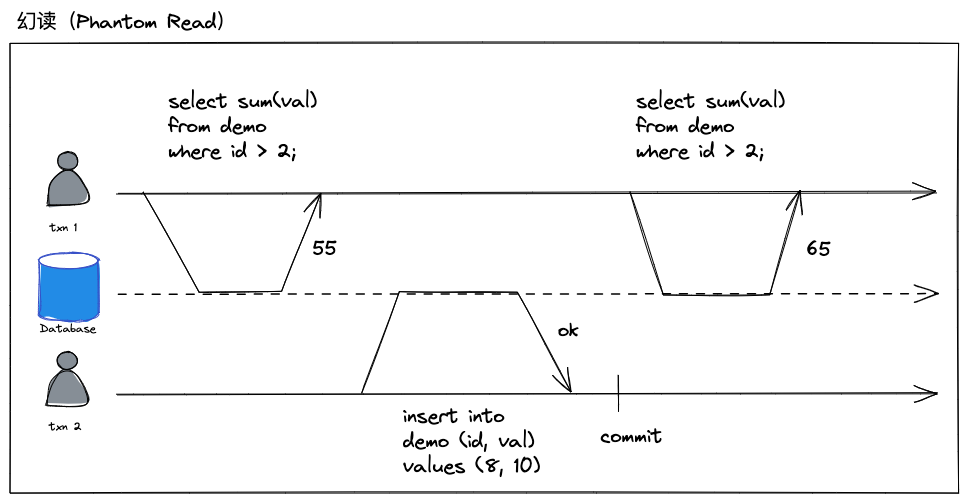 幻读（Phantom Read）
select sum(val)
from demo
where id > 2;
select sum(val)
from demo
where id > 2;
txn 1
55
65
Database
ok
txn 2
insert into
demo (id, val)
values (8, 10)
commit